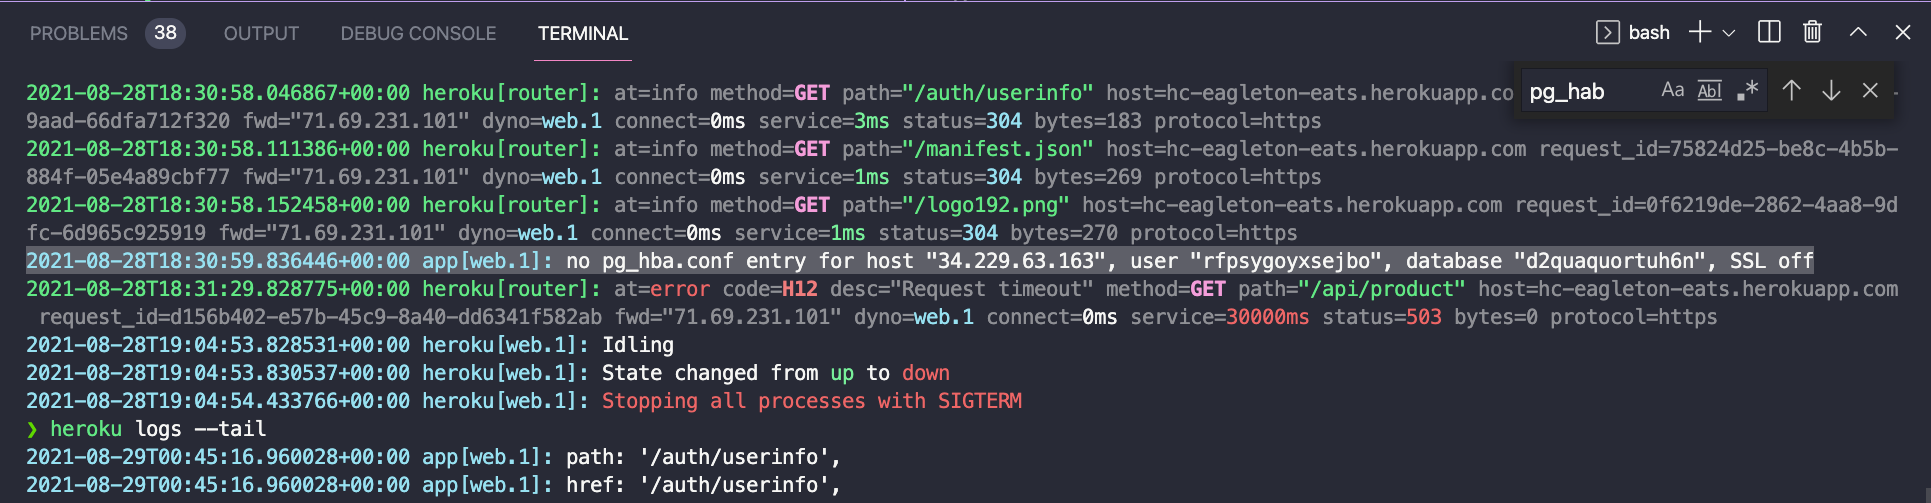 PROBLEMS 38 OUTPUT DEBUG CONSOLE TERMINAL bash
pg_hab Aa Abl .*
2021-08-28T18:30:58.046867+00:00 heroku[router]: at=info method=GET path="/auth/userinfo" host=hc-eagleton-eats.herokuapp.co -
9aad-66dfa712f320 fwd="71.69.231.101" dyno=web.1 connect=0ms service=3ms status=304 bytes=183 protocol=https
2021-08-28T18:30:58.111386+00:00 heroku[router]: at=info method=GET path="/manifest.json" host=hc-eagleton-eats.herokuapp.com request_id=75824d25-be8c-4b5b-
884f-05e4a89cbf77 fwd="71.69.231.101" dyno=web.1 connect=0ms service=1ms status=304 bytes=269 protocol=https
2021-08-28T18:30:58.152458+00:00 heroku[router]: at=info method=GET path="/logo192.png" host=hc-eagleton-eats.herokuapp.com request_id=0f6219de-2862-4aa8-9d
fc-6d965c925919 fwd="71.69.231.101" dyno=web.1 connect=0ms service=1ms status=304 bytes=270 protocol=https
2021-08-28T18:30:59.836446+00:00 app[web.1]: no pg_hba.conf entry for host "34.229.63.163", user "rfpsygoyxsejbo", database "d2quaquortuh6n", SSL off
2021-08-28T18:31:29.828775+00:00 heroku[router]: at=error code=H12 desc="Request timeout" method=GET path="/api/product" host=hc-eagleton-eats.herokuapp.com
request_id=d156b402-e57b-45c9-8a40-dd6341f582ab fwd="71.69.231.101" dyno=web.1 connect=0ms service=30000ms status=503 bytes=0 protocol=https
2021-08-28T19:04:53.828531+00:00 heroku[web.1]: Idling
2021-08-28T19:04:53.830537+00:00 heroku[web.1]: State changed from up to down
2021-08-28T19:04:54.433766+00:00 heroku[web.1]: Stopping all processes with SIGTERM
❯ heroku logs --tail
2021-08-29T00:45:16.960028+00:00 app[web.1]: path: '/auth/userinfo',
2021-08-29T00:45:16.960028+00:00 app[web.1]: href: '/auth/userinfo',